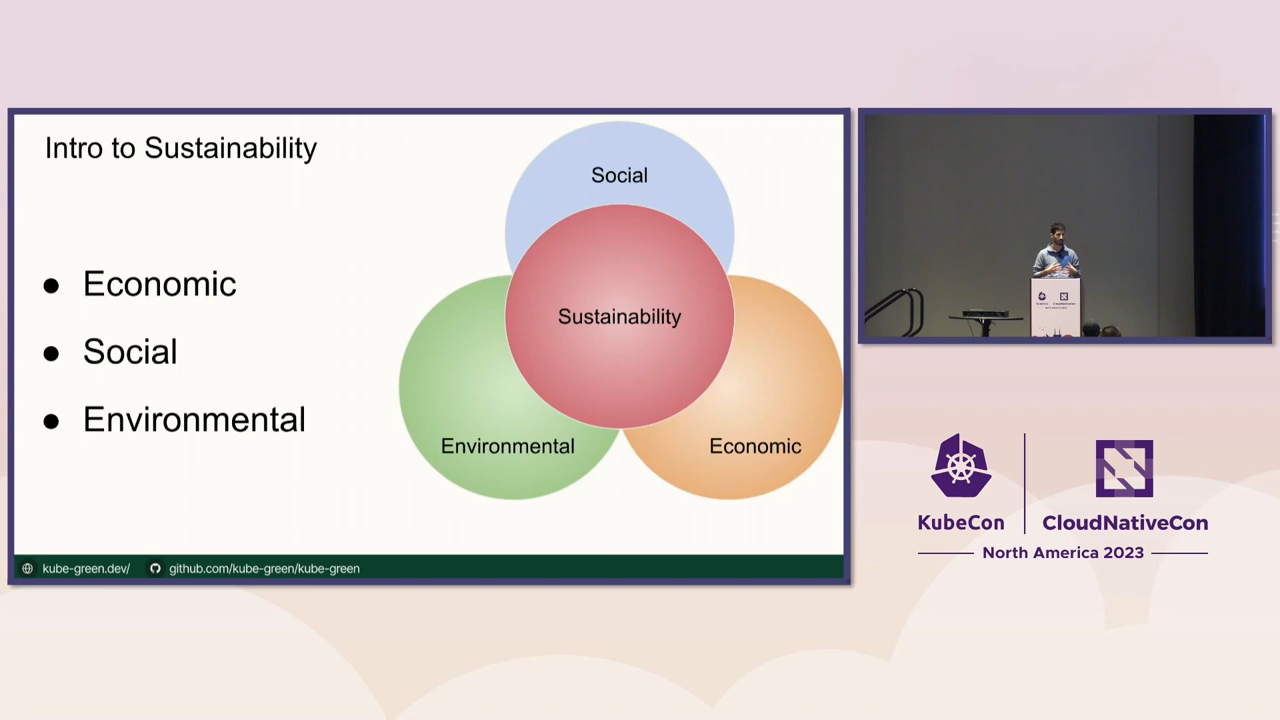 Intro to Sustainability
● Economic
● Social
● Environmental
Social
Sustainability
Environmental
Economic
kube-green.dev/
github.com/kube-green/kube-green
KubeCon
CloudNativeCon
North America 2023